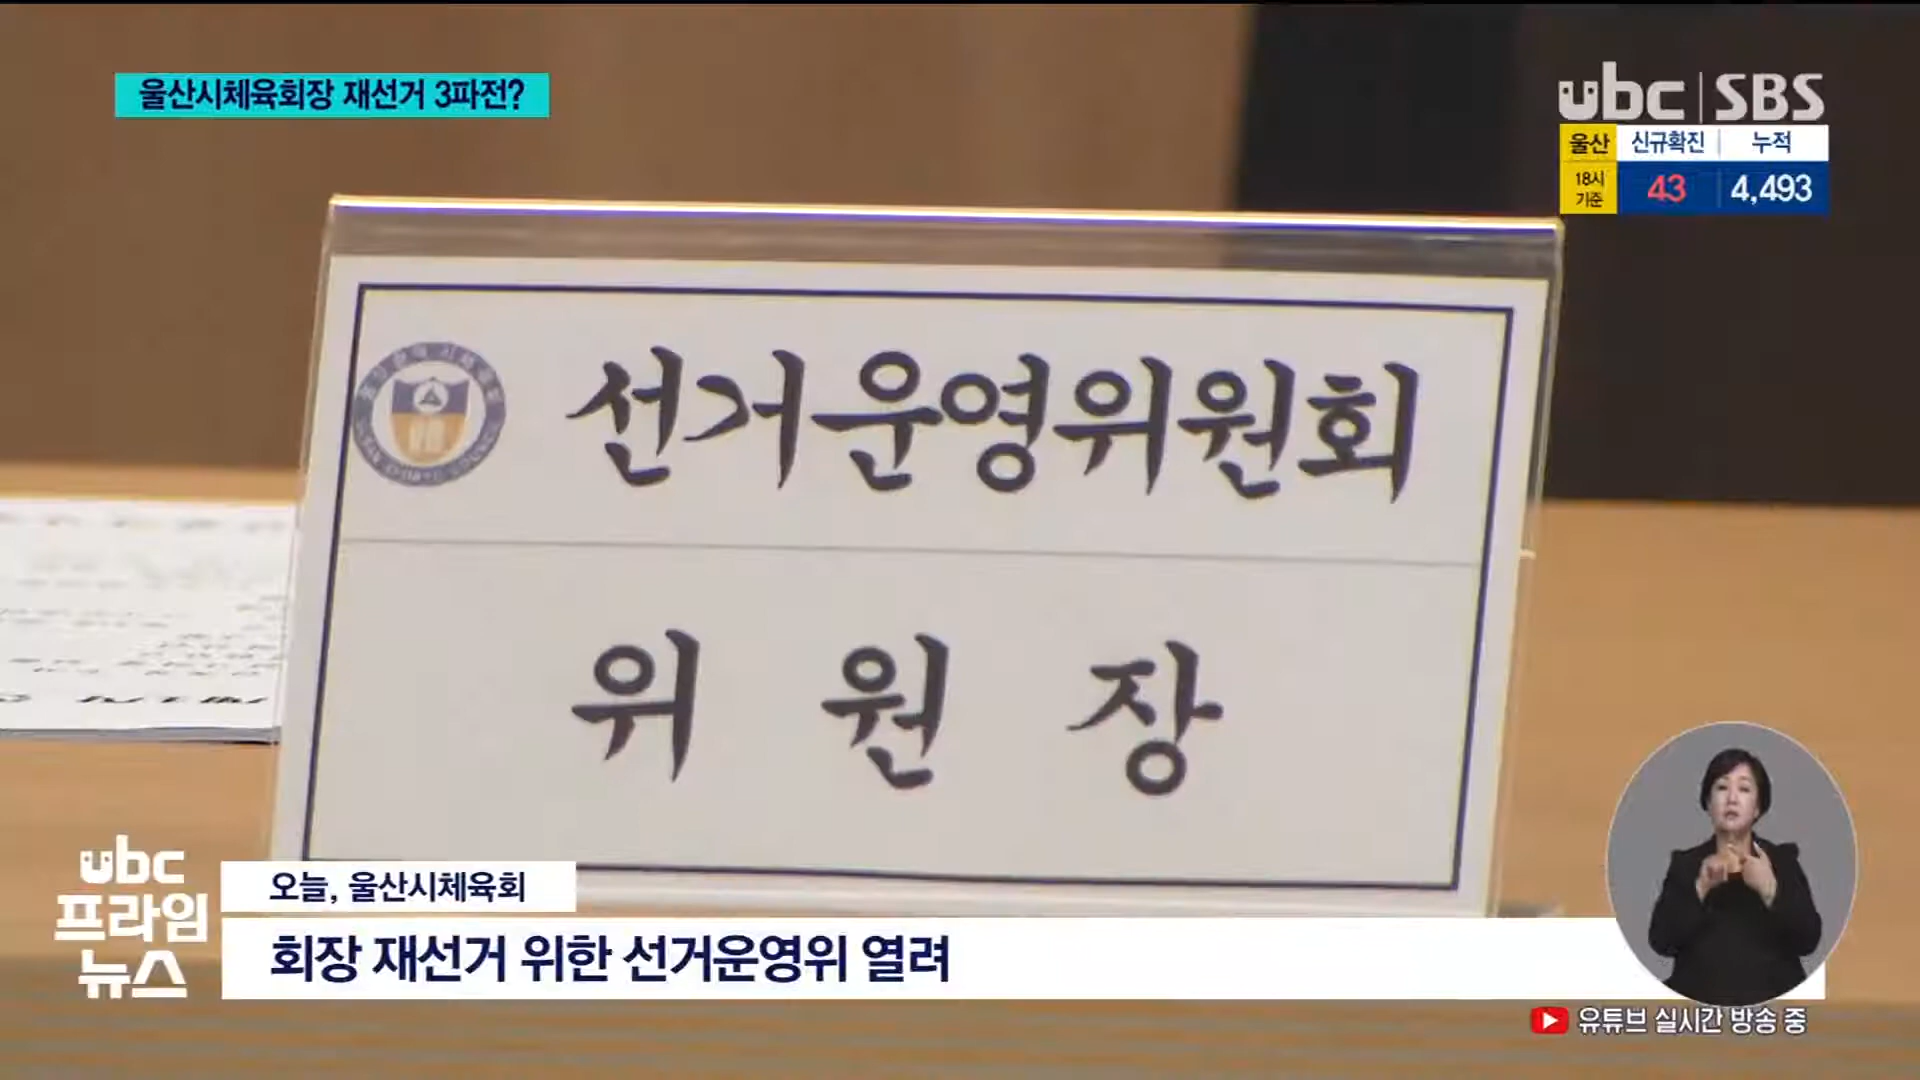 울산시체육회장 재선거 3파전?
ubc SBS
울산 신규확진 누적
18시 기준 43 4,493
선거운영위원회
위 원 장
ubc
프라임
뉴스
오늘, 울산시체육회
회장 재선거 위한 선거운영위 열려
유튜브 실시간 방송 중